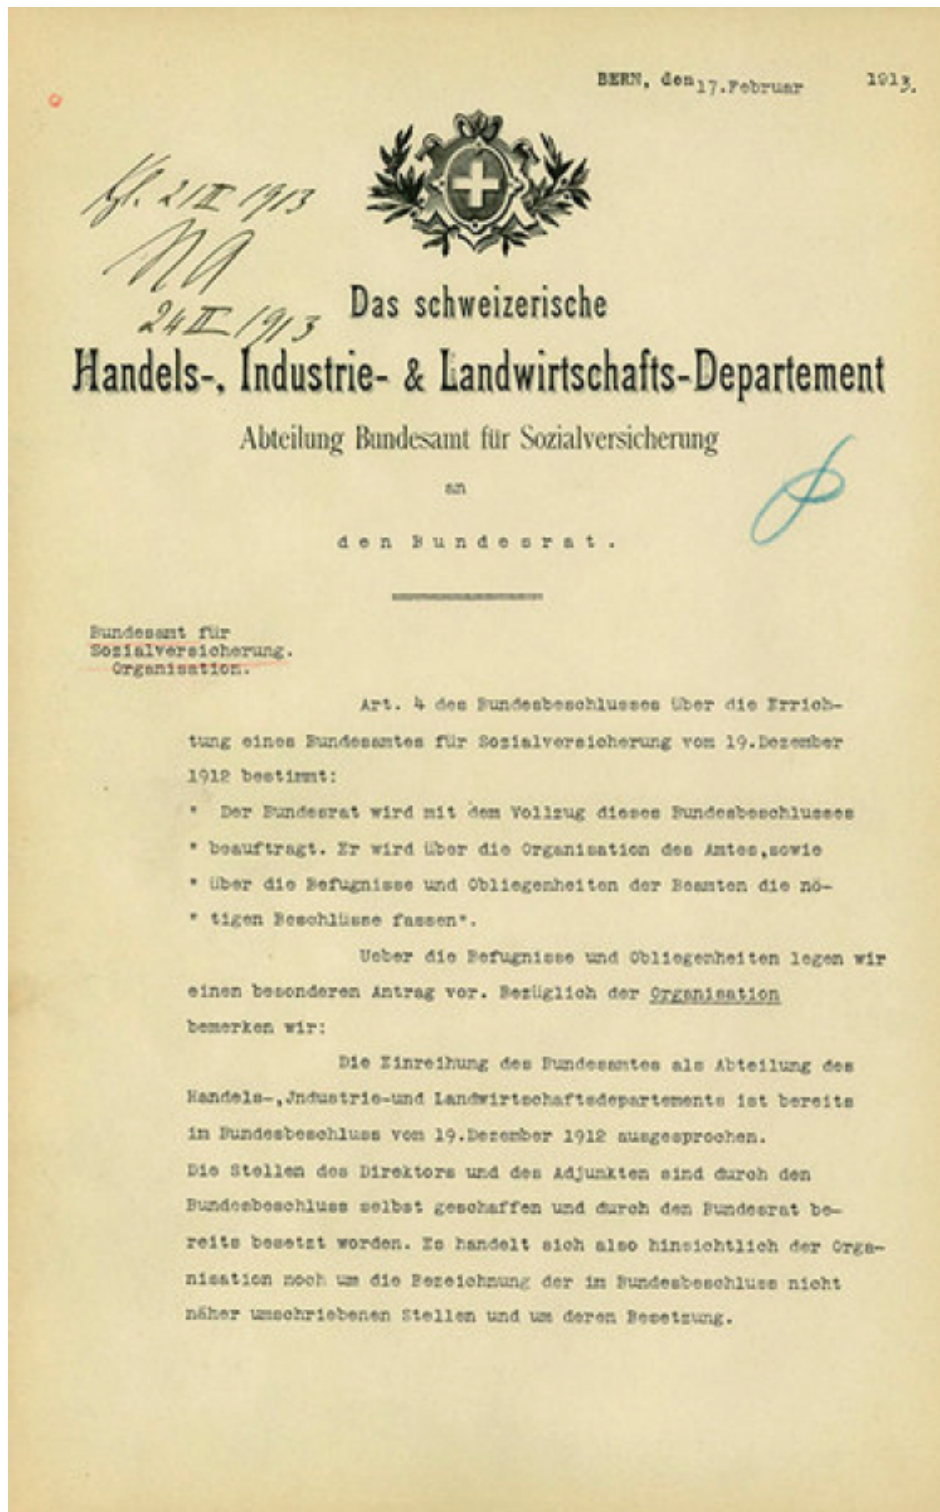 BERN, den 17.Februar 1913.
21 II 1913
24 II 1913
Das schweizerische
Handels-, Industrie- & Landwirtschafts-Departement
Abteilung Bundesamt für Sozialversicherung
an
den Bundesrat.
Bundesamt für
Sozialversicherung.
Organisation.
Art. 4 des Bundesbeschlusses über die Errich-
tung eines Bundesamtes für Sozialversicherung vom 19.Dezember
1912 bestimmt:
" Der Bundesrat wird mit dem Vollzug dieses Bundesbeschlusses
" beauftragt. Er wird über die Organisation des Amtes,sowie
" über die Befugnisse und Obliegenheiten der Beamten die nö-
" tigen Beschlüsse fassen".
Ueber die Befugnisse und Obliegenheiten legen wir
einen besonderen Antrag vor. Bezüglich der Organisation
bemerken wir:
Die Einreihung des Bundesamtes als Abteilung des
Handels-,Jndustrie-und Landwirtschaftsdepartements ist bereits
im Bundesbeschluss vom 19.Dezember 1912 ausgesprochen.
Die Stellen des Direktors und des Adjunkten sind durch den
Bundesbeschluss selbst geschaffen und durch den Bundesrat be-
reits besetzt worden. Es handelt sich also hinsichtlich der Orga-
nisation noch um die Bezeichnung der im Bundesbeschluss nicht
näher umschriebenen Stellen und um deren Besetzung.